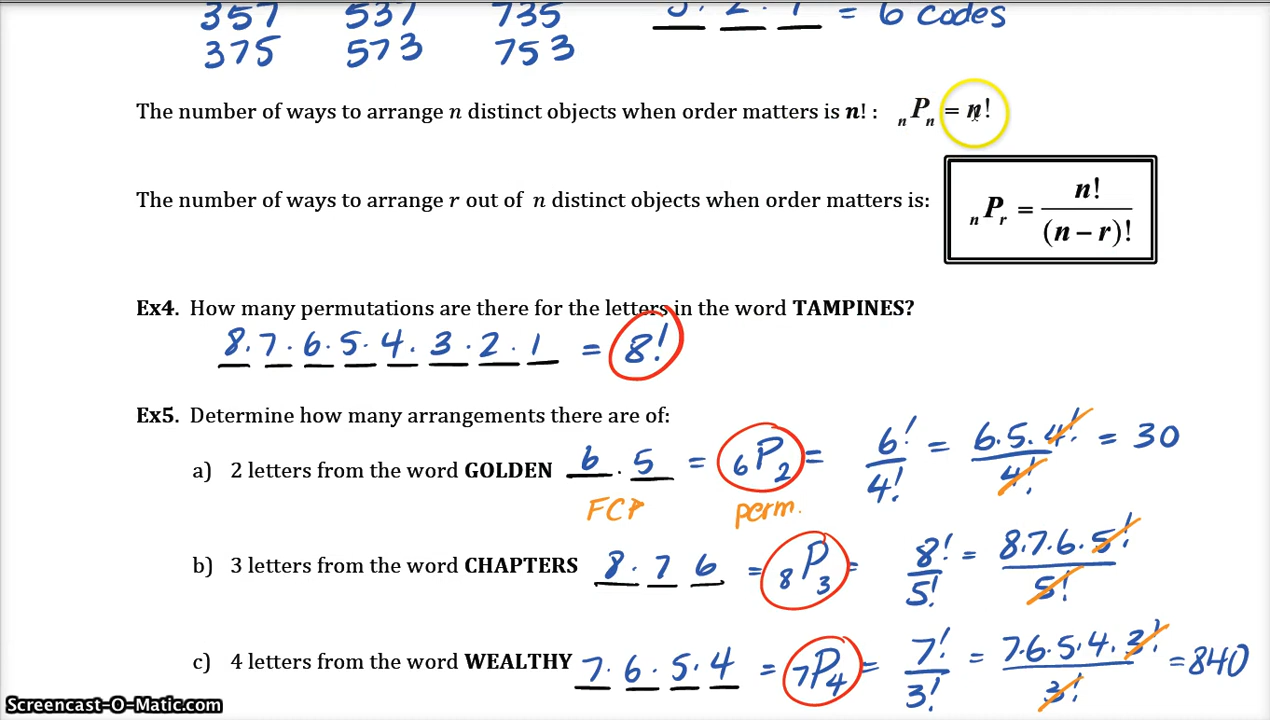 357 537 735 3. 2. 1 = 6 codes
375 573 753
The number of ways to arrange n distinct objects when order matters is n! : nPn = n!
The number of ways to arrange r out of n distinct objects when order matters is: nPr = n! / (n – r)!
Ex4. How many permutations are there for the letters in the word TAMPINES?
8 . 7 . 6 . 5 . 4 . 3 . 2 . 1 = 8!
Ex5. Determine how many arrangements there are of:
a) 2 letters from the word GOLDEN 6 . 5 = 6P2 = 6! / 4! = 6.5.4! / 4! = 30
FCP perm.
b) 3 letters from the word CHAPTERS 8 . 7 6 = 8P3 = 8! / 5! = 8.7.6.5! / 5!
c) 4 letters from the word WEALTHY 7. 6 . 5 . 4 = 7P4 = 7! / 3! = 7.6.5.4.3! / 3! = 840
Screencast-O-Matic.com